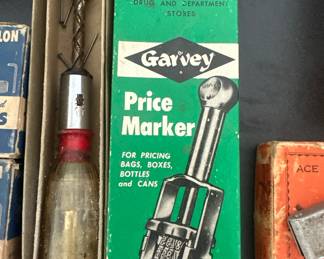 DRUG AND DEPARTMENT
STORES
Garvey
Price
Marker
FOR PRICING
BAGS, BOXES,
BOTTLES
and CANS
ACE